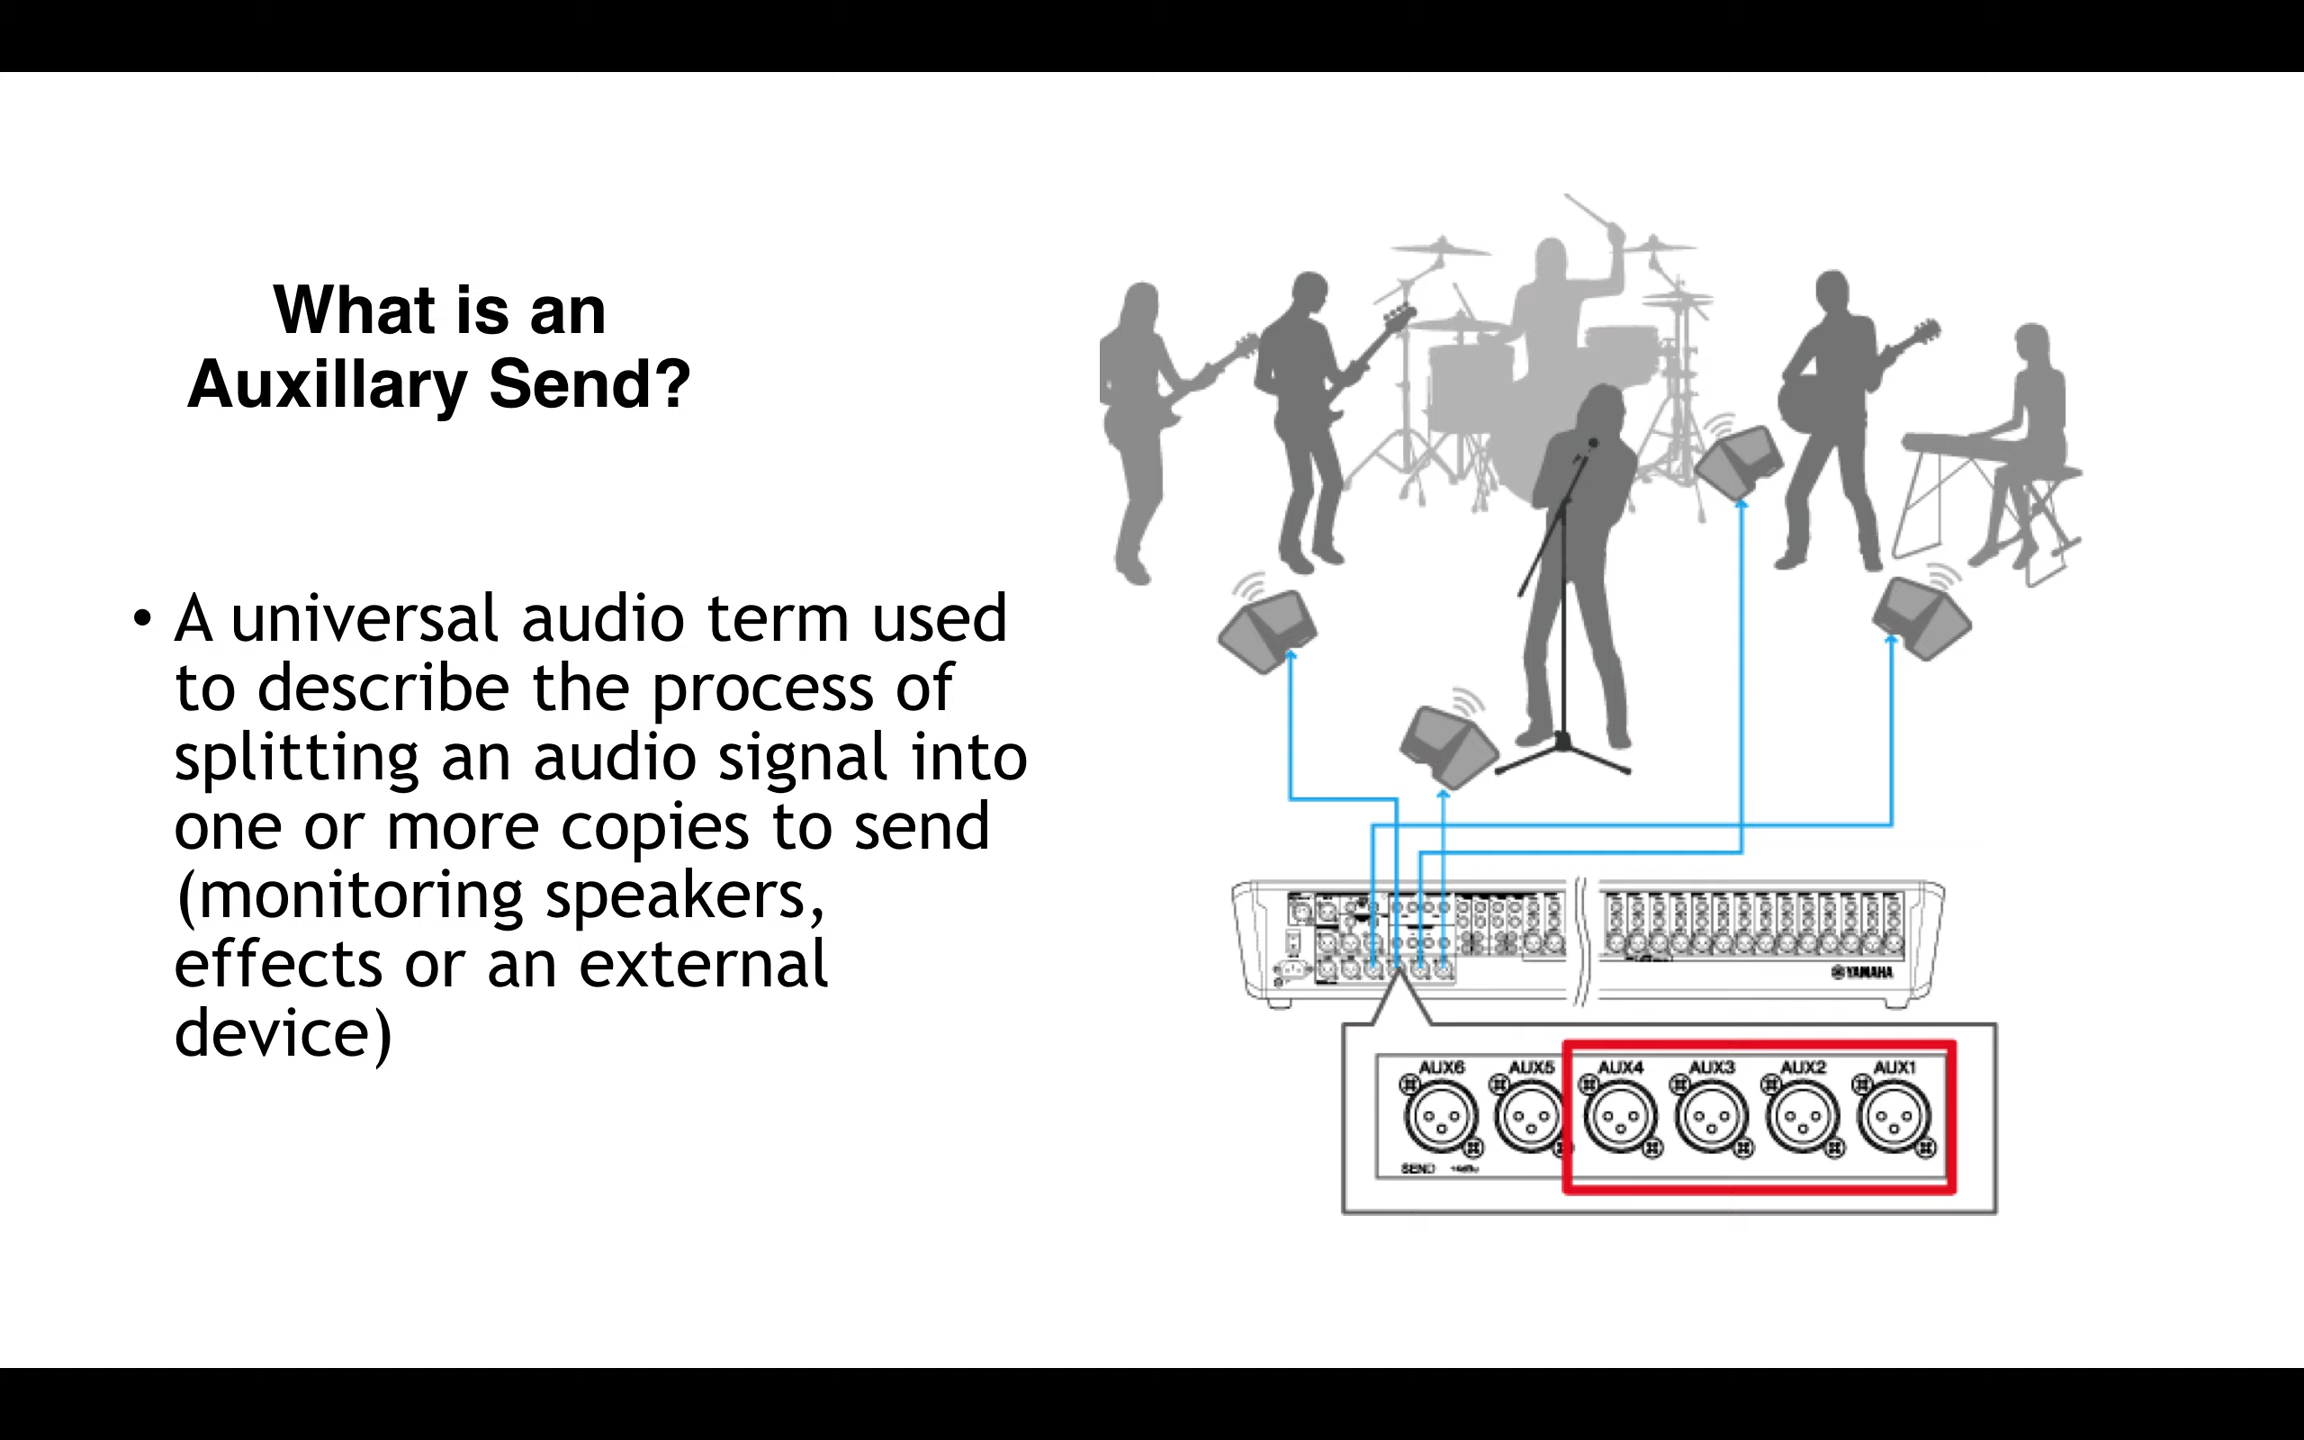 What is an
Auxillary Send?
• A universal audio term used
to describe the process of
splitting an audio signal into
one or more copies to send
(monitoring speakers,
effects or an external
device)
YAMAHA
AUX6 AUX5 AUX4 AUX3 AUX2 AUX1
SEND